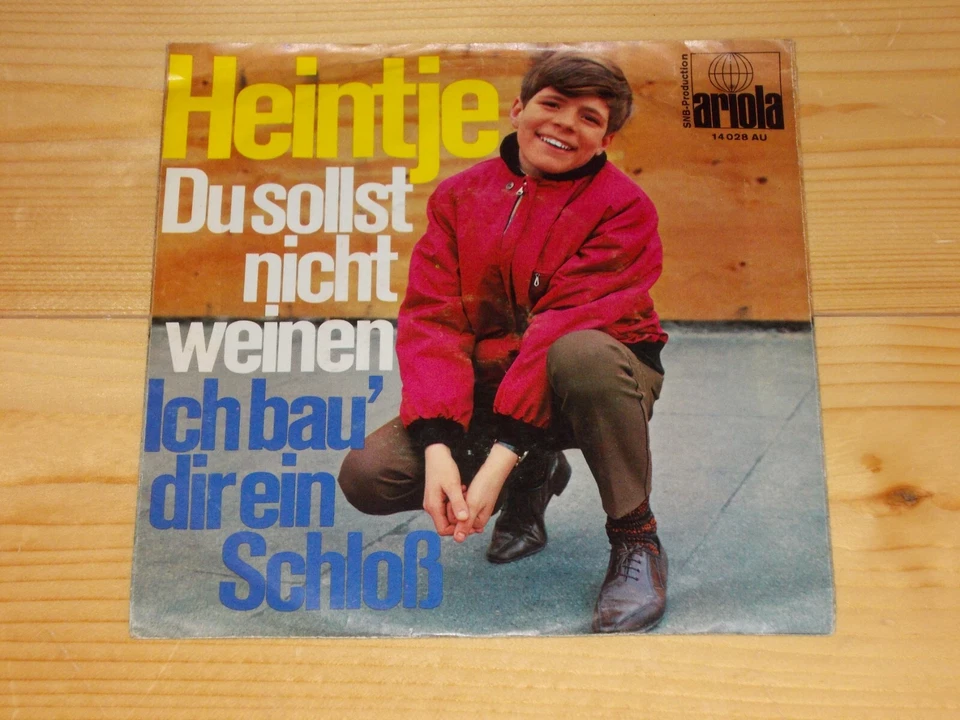 Heintje
Du sollst
nicht
weinen
Ich bau'
dir ein
Schloß
SNB-Production
ariola
14 028 AU